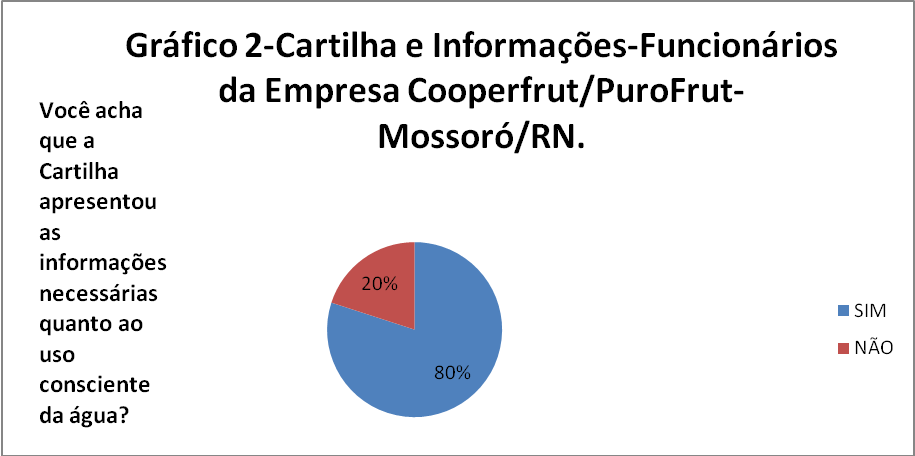 Gráfico 2-Cartilha e Informações-Funcionários
da Empresa Cooperfrut/PuroFrut-
Mossoró/RN.
Você acha
que a
Cartilha
apresentou
as
informações
necessárias
quanto ao
uso
consciente
da água?
20%
80%
SIM
NÃO